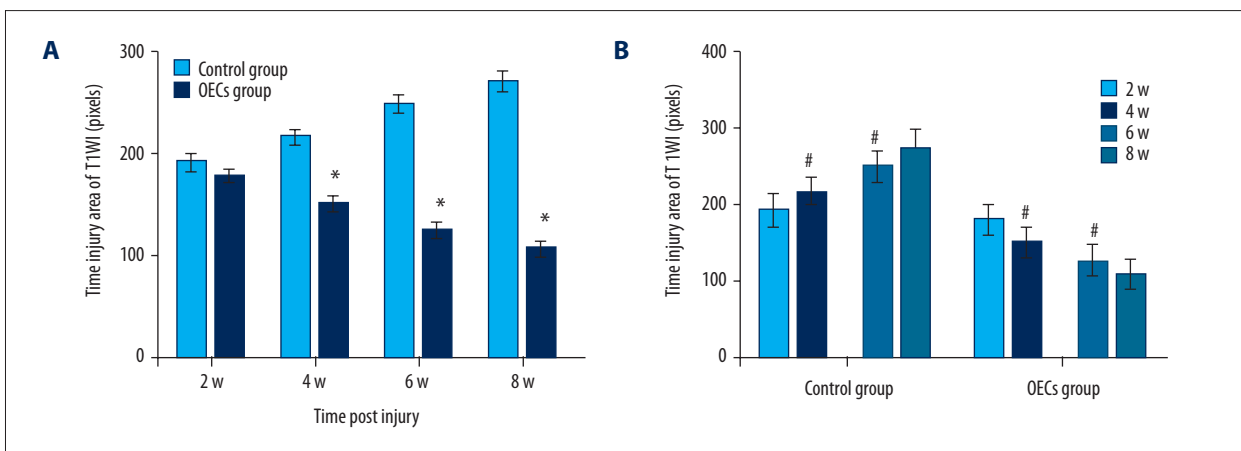 A
Time injury area of T1WI (pixels)
300
200
100
0
Control group
OECs group
*
*
*
2 w
4 w
6 w
8 w
Time post injury
B
Time injury area of T 1WI (pixels)
400
300
200
100
0
2 w
4 w
6 w
8 w
#
#
#
#
Control group
OECs group